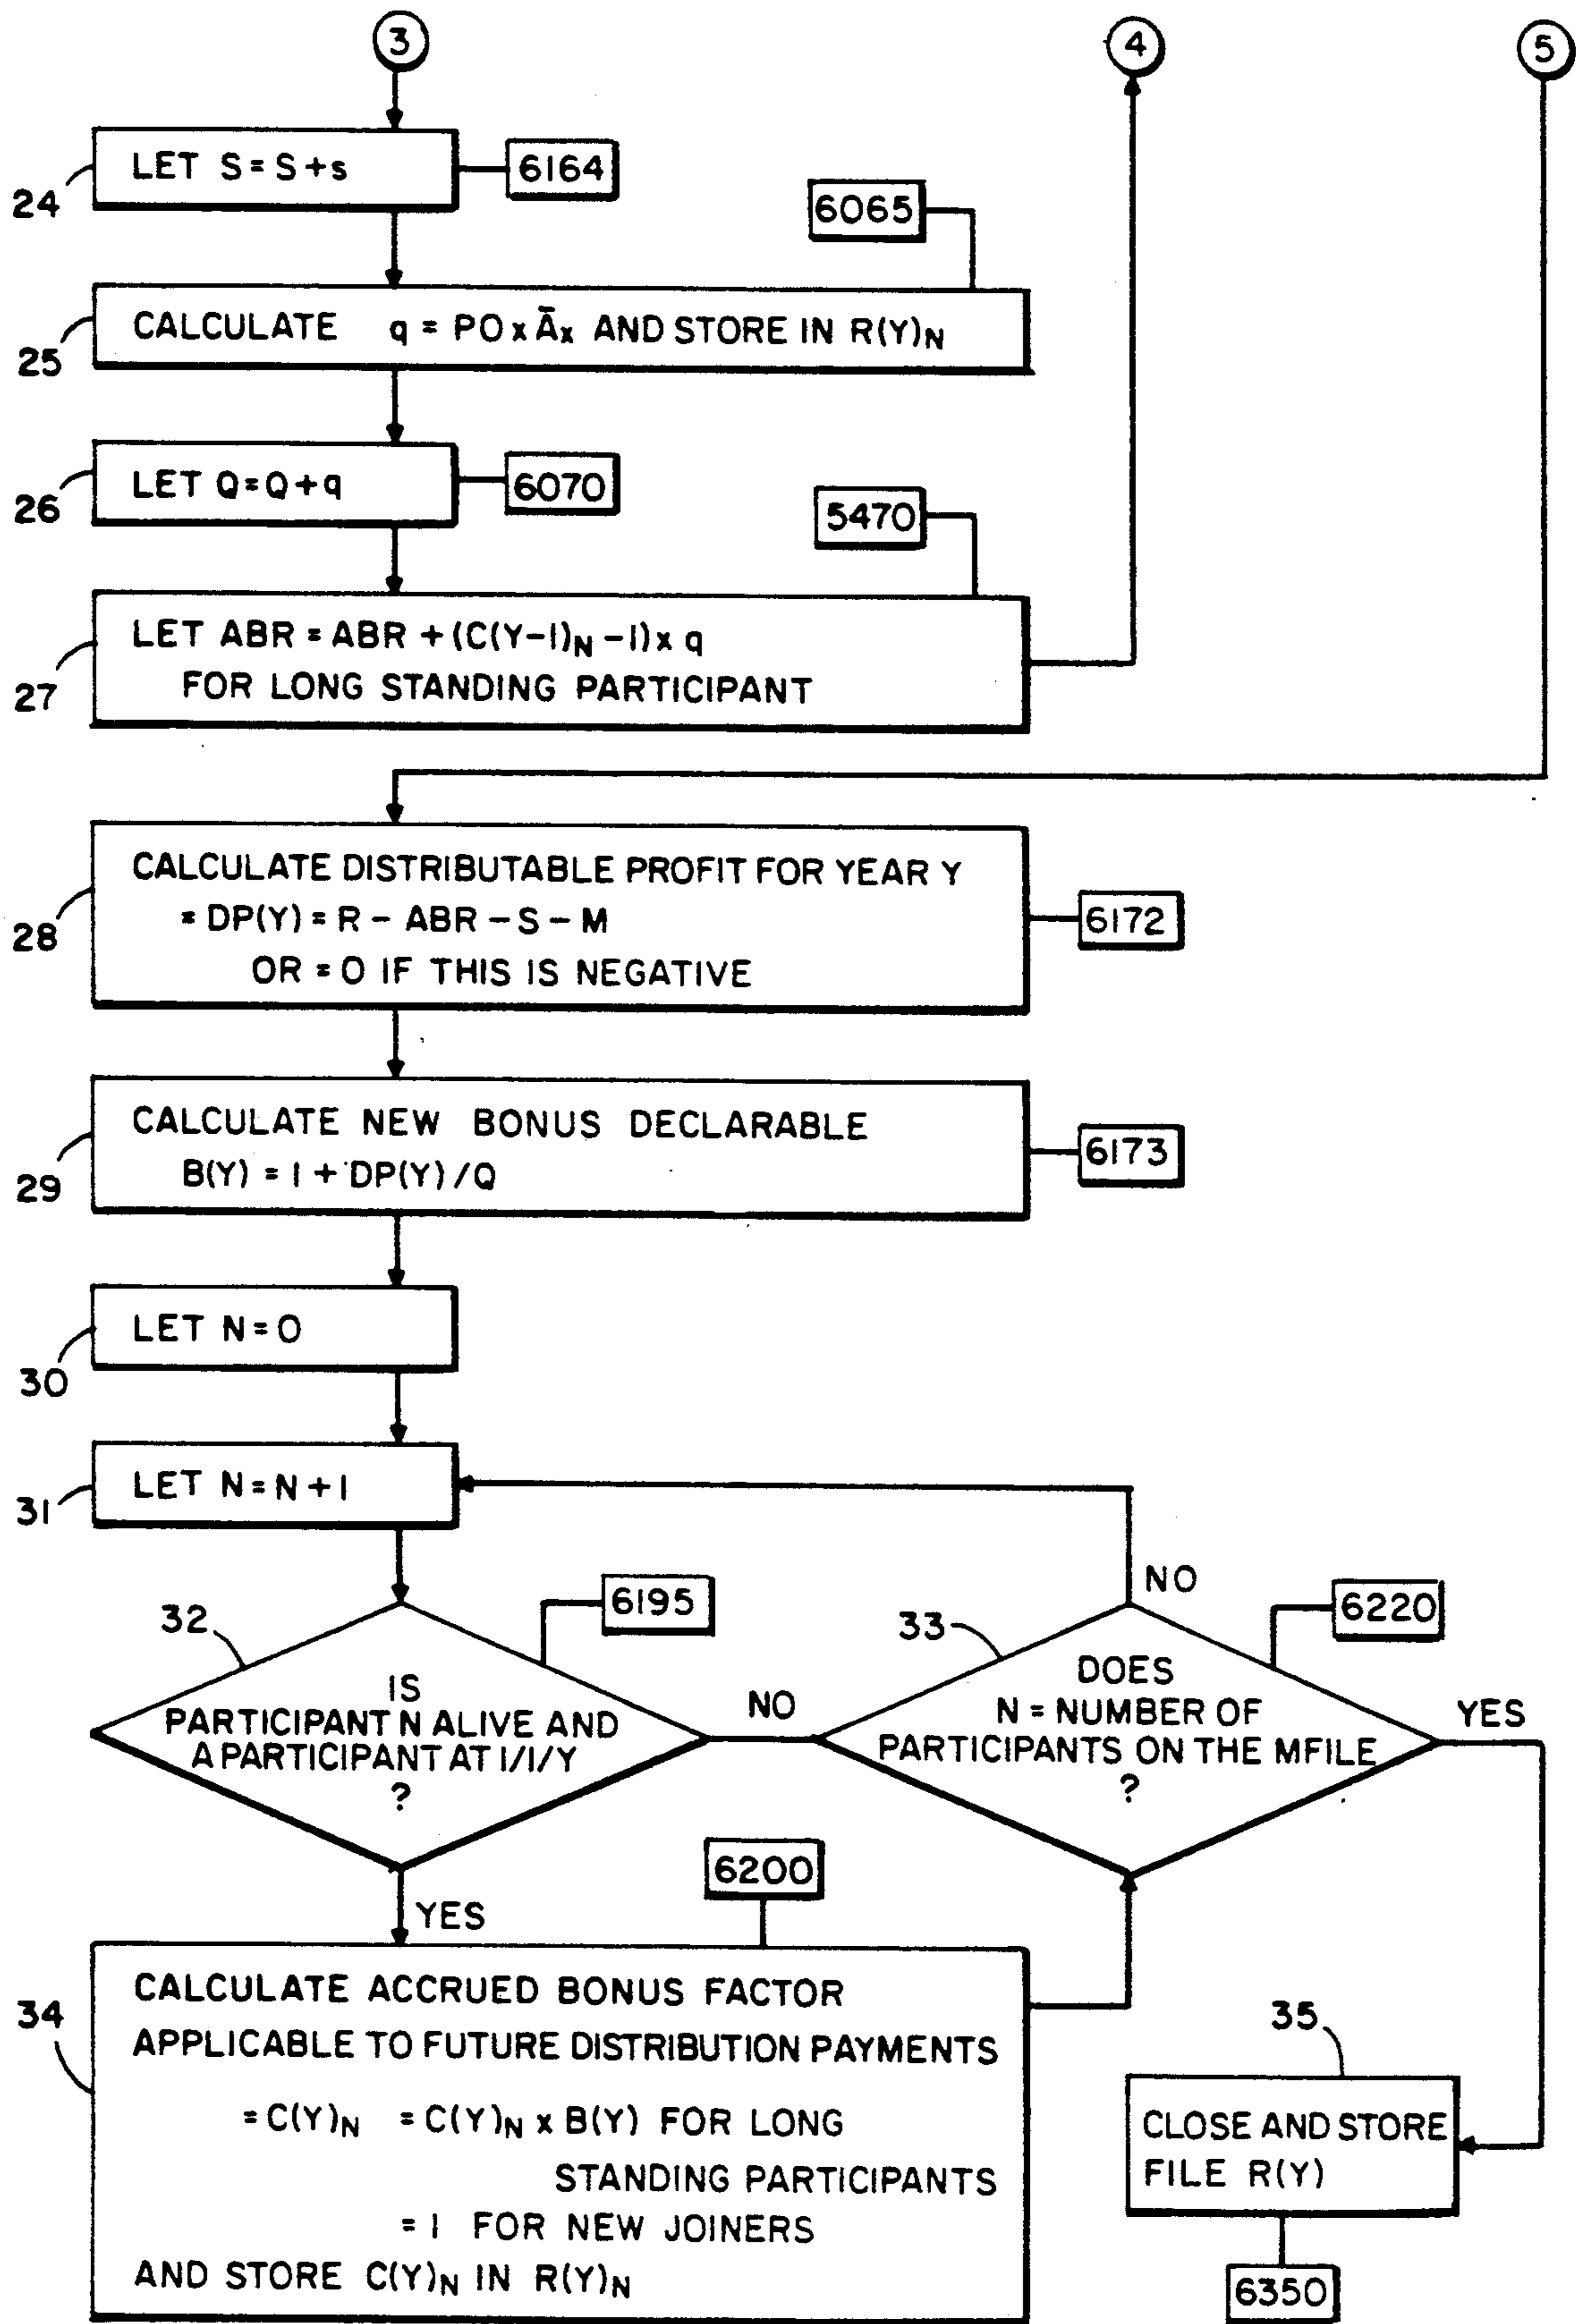 3
4
5
24
LET S = S + s
6164
6065
25
CALCULATE q = PO x Āx AND STORE IN R(Y)N
26
LET Q = Q + q
6070
5470
27
LET ABR = ABR + (C(Y-1)N - 1) x q
FOR LONG STANDING PARTICIPANT
28
CALCULATE DISTRIBUTABLE PROFIT FOR YEAR Y
= DP(Y) = R - ABR - S - M
OR = 0 IF THIS IS NEGATIVE
6172
29
CALCULATE NEW BONUS DECLARABLE
B(Y) = 1 + DP(Y) / Q
6173
30
LET N = 0
31
LET N = N + 1
32
IS
PARTICIPANT N ALIVE AND
A PARTICIPANT AT 1/1/Y
?
6195
NO
YES
33
DOES
N = NUMBER OF
PARTICIPANTS ON THE MFILE
?
6220
NO
YES
34
6200
CALCULATE ACCRUED BONUS FACTOR
APPLICABLE TO FUTURE DISTRIBUTION PAYMENTS
= C(Y)N = C(Y)N x B(Y) FOR LONG
STANDING PARTICIPANTS
= 1 FOR NEW JOINERS
AND STORE C(Y)N IN R(Y)N
35
CLOSE AND STORE
FILE R(Y)
6350